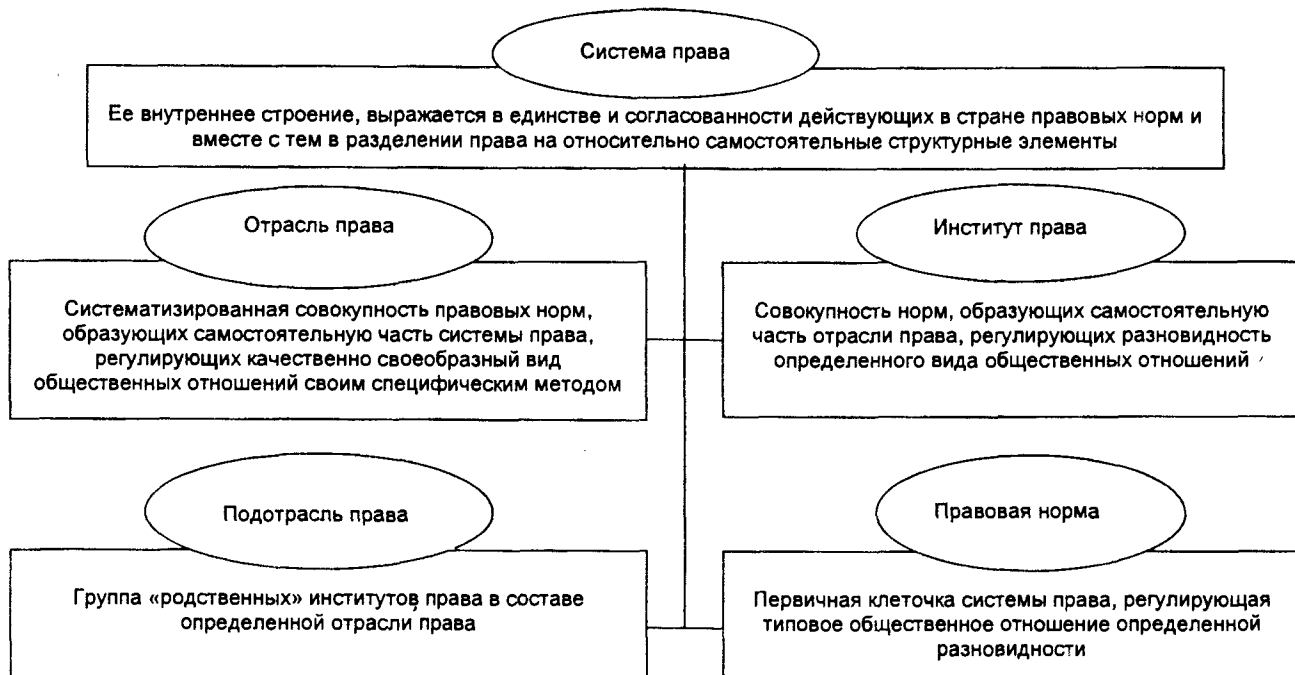 Система права
Ее внутреннее строение, выражается в единстве и согласованности действующих в стране правовых норм и
вместе с тем в разделении права на относительно самостоятельные структурные элементы
Отрасль права
Систематизированная совокупность правовых норм,
образующих самостоятельную часть системы права,
регулирующих качественно своеобразный вид
общественных отношений своим специфическим методом
Институт права
Совокупность норм, образующих самостоятельную
часть отрасли права, регулирующих разновидность
определенного вида общественных отношений
Подотрасль права
Группа «родственных» институтов права в составе
определенной отрасли права
Правовая норма
Первичная клеточка системы права, регулирующая
типовое общественное отношение определенной
разновидности